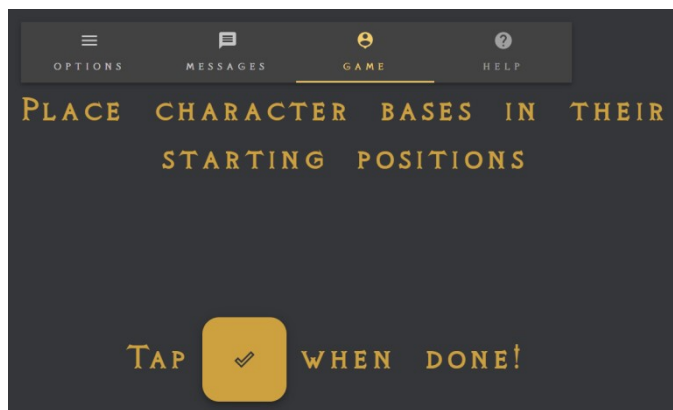 OPTIONS MESSAGES GAME HELP
PLACE CHARACTER BASES IN THEIR
STARTING POSITIONS
TAP WHEN DONE!